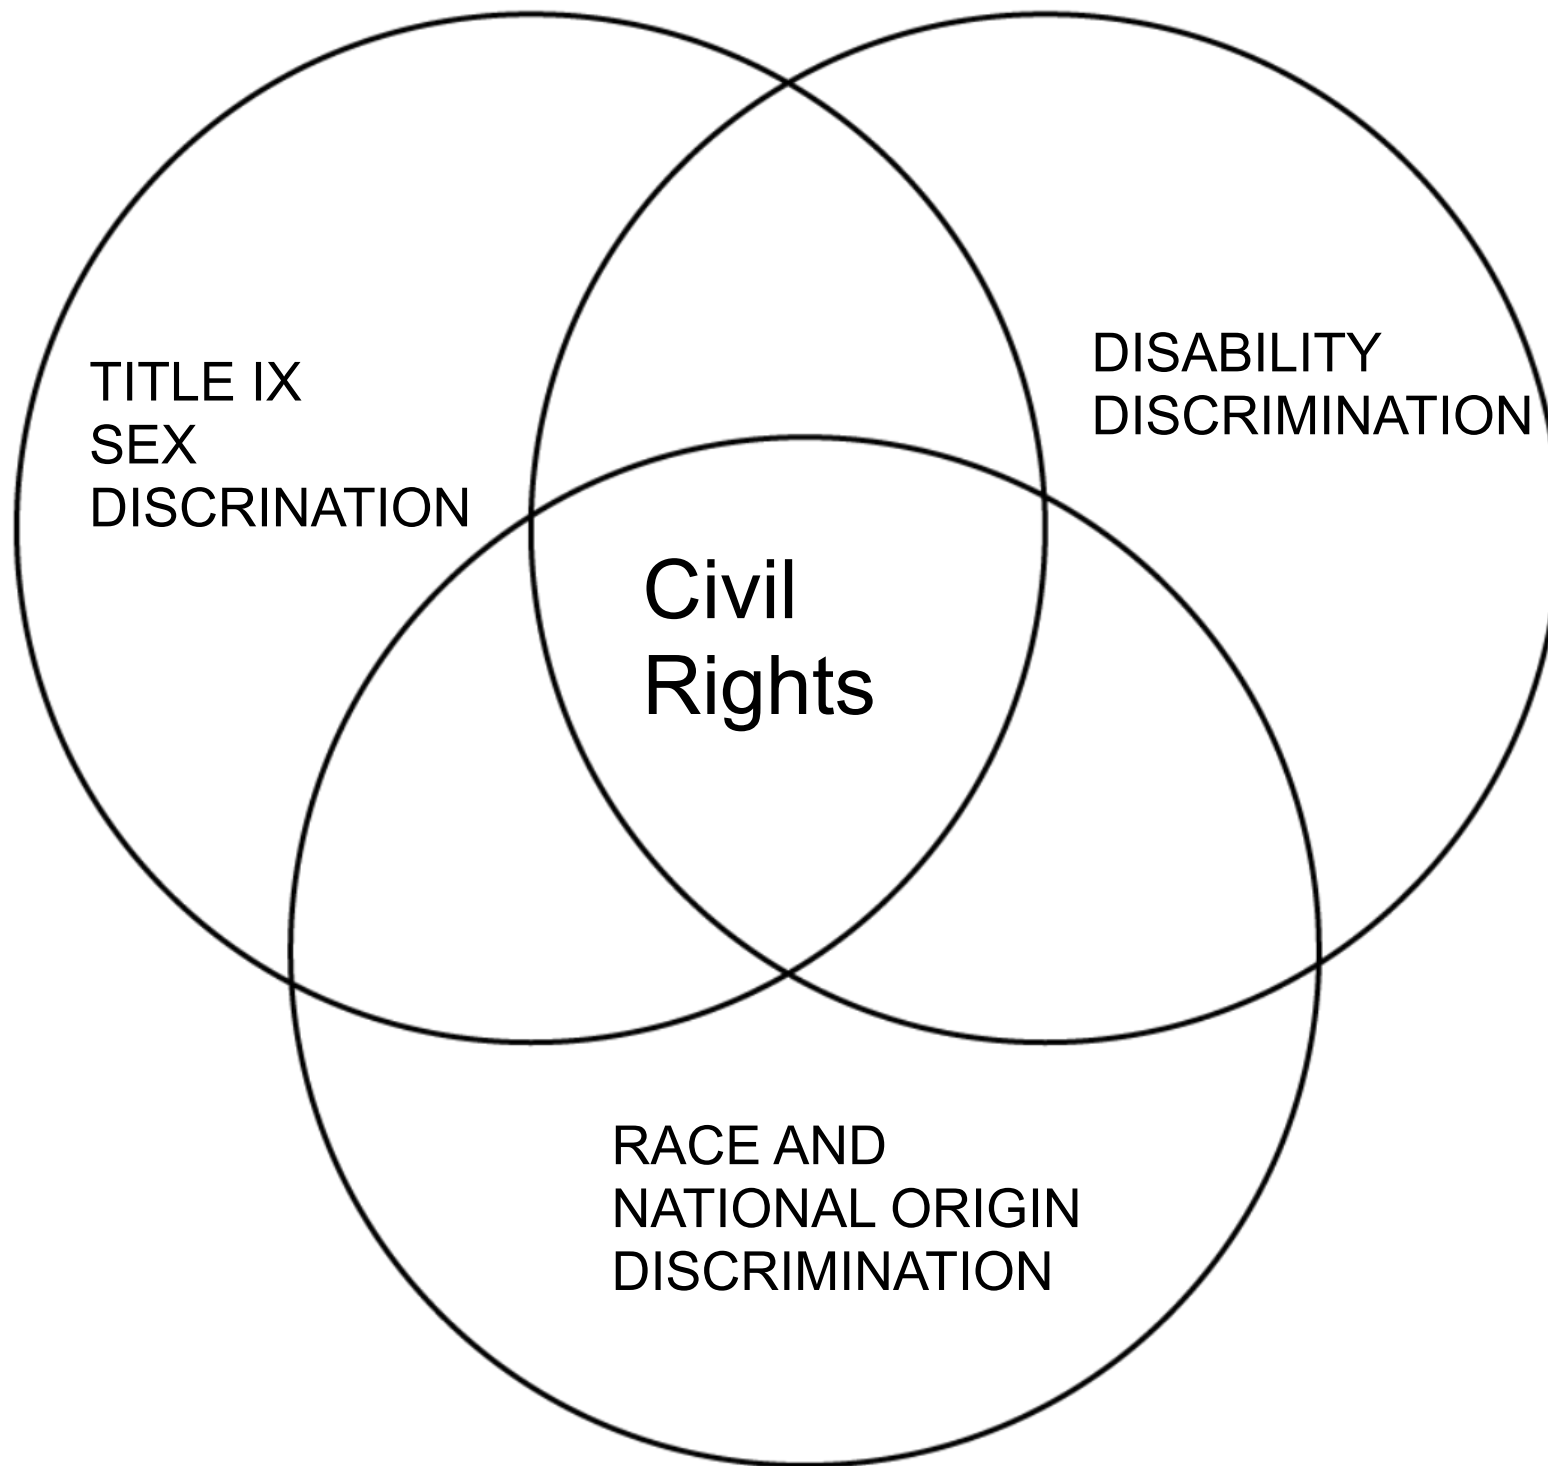 TITLE IX
SEX
DISCRINATION
DISABILITY
DISCRIMINATION
Civil
Rights
RACE AND
NATIONAL ORIGIN
DISCRIMINATION